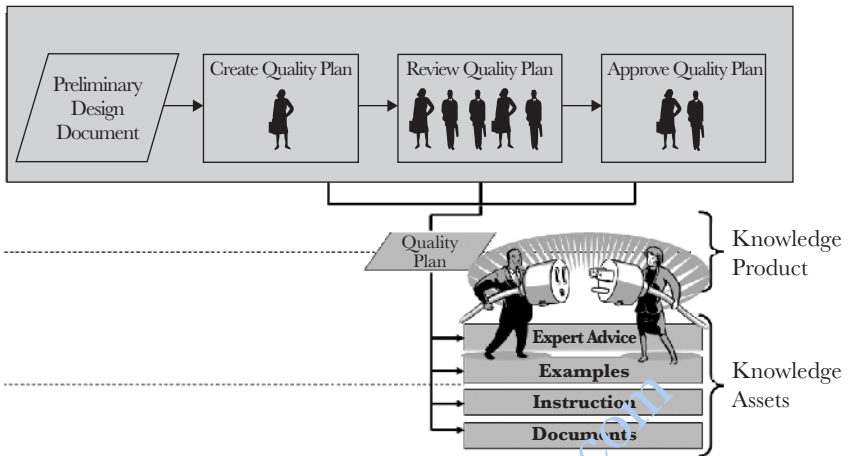 Preliminary
Design
Document
Create Quality Plan
Review Quality Plan
Approve Quality Plan
Quality
Plan
Knowledge
Product
Expert Advice
Examples
Instruction
Documents
Knowledge
Assets
.com